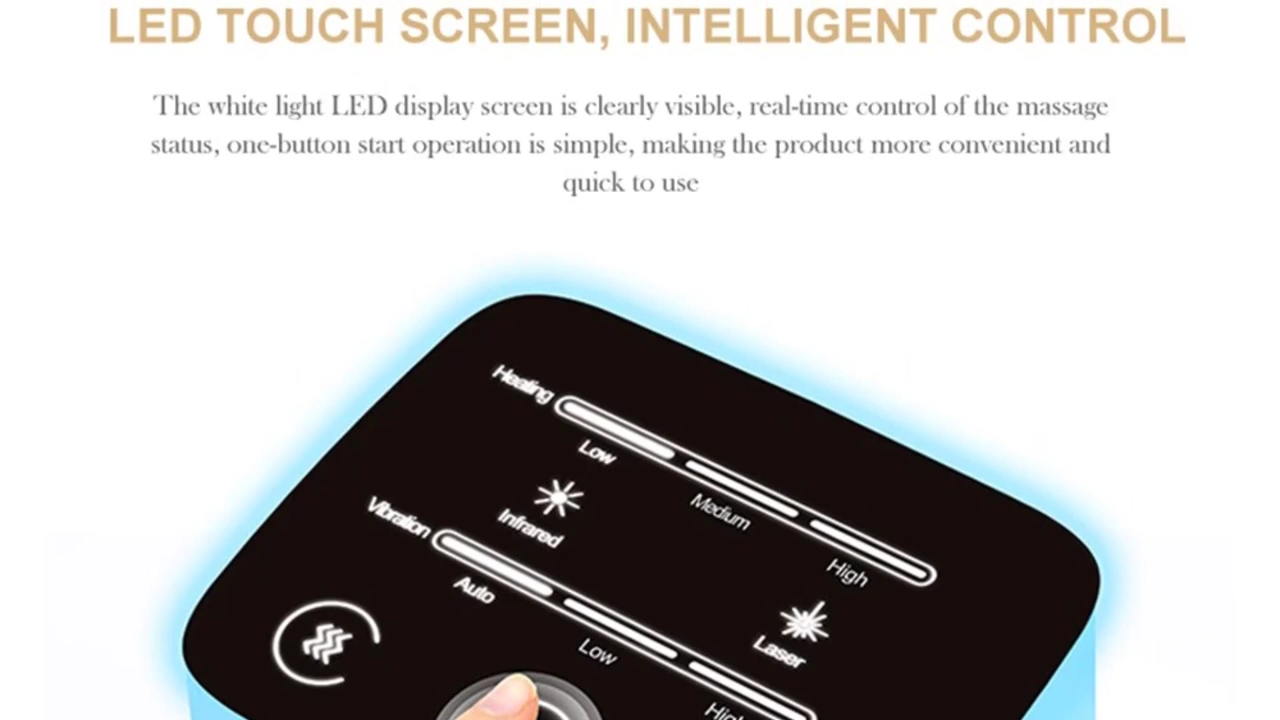 LED TOUCH SCREEN, INTELLIGENT CONTROL
The white light LED display screen is clearly visible, real-time control of the massage
status, one-button start operation is simple, making the product more convenient and
quick to use
Heating
Low
Medium
High
Infrared
Laser
Vibration
Auto
Low
High